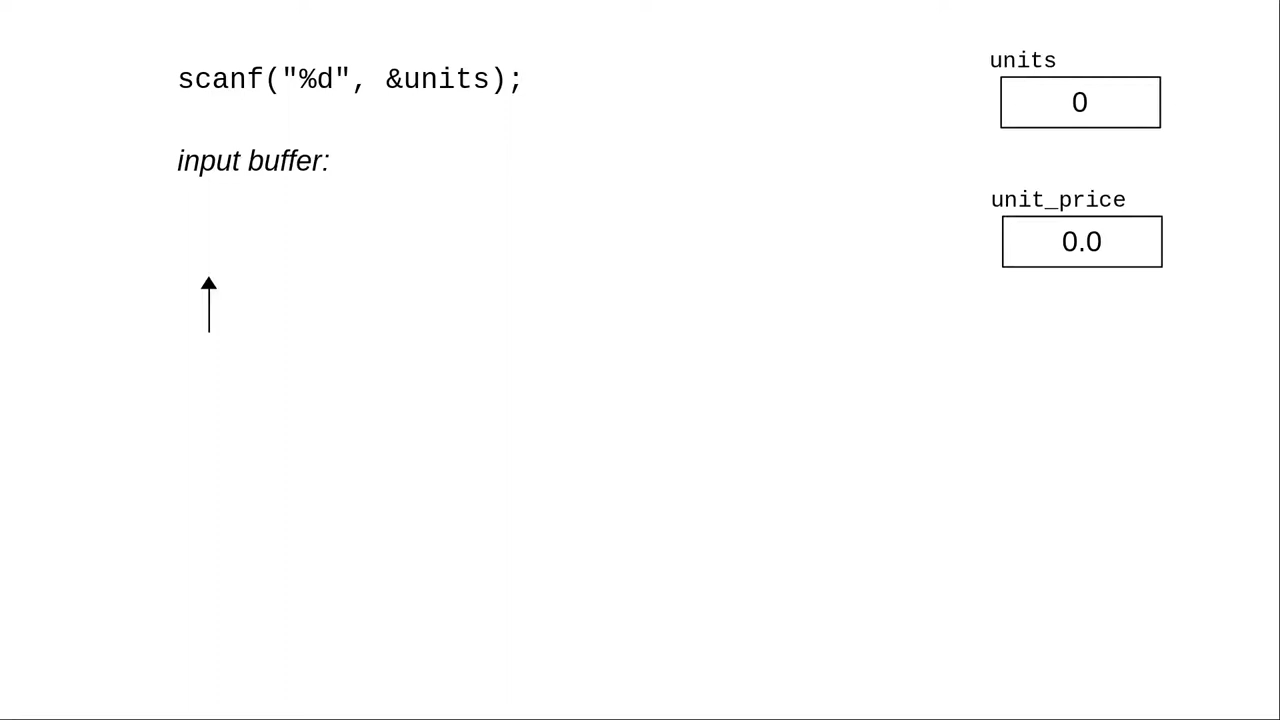 scanf("%d", &units);
input buffer:
units
0
unit_price
0.0